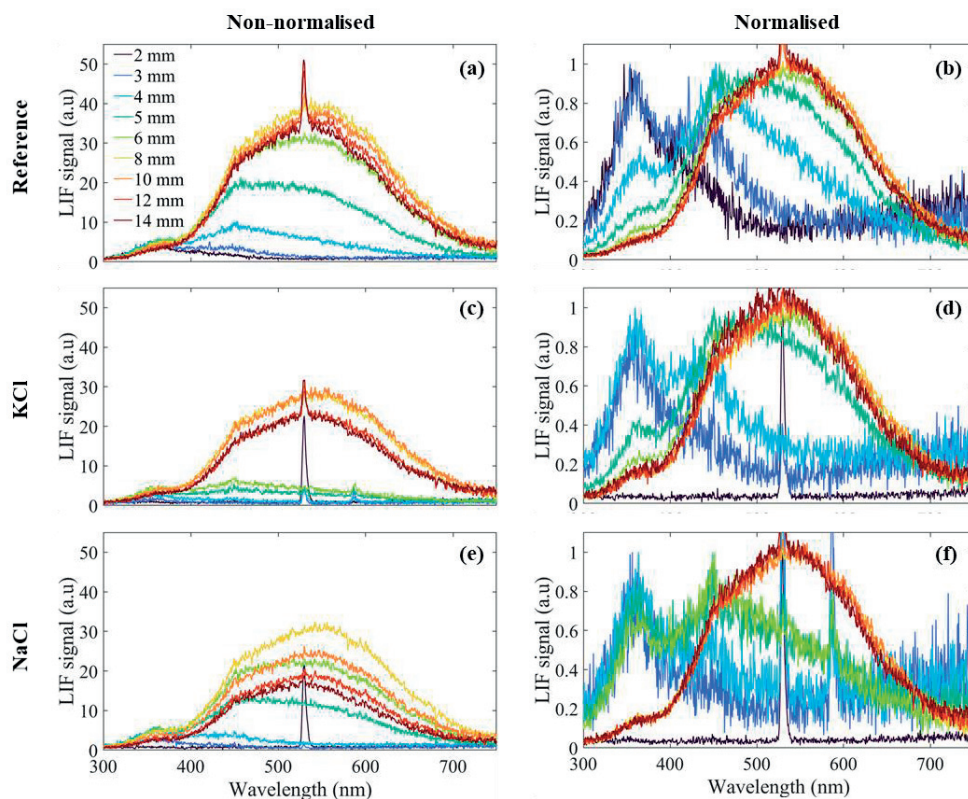 Non-normalised
Normalised
Reference
LIF signal (a.u)
50
40
30
20
10
0
2 mm
3 mm
4 mm
5 mm
6 mm
8 mm
10 mm
12 mm
14 mm
(a)
LIF signal (a.u)
1
0.8
0.6
0.4
0.2
0
(b)
KCl
LIF signal (a.u)
50
40
30
20
10
0
(c)
LIF signal (a.u)
1
0.8
0.6
0.4
0.2
0
(d)
NaCl
LIF signal (a.u)
50
40
30
20
10
0
(e)
300 400 500 600 700
Wavelength (nm)
LIF signal (a.u)
1
0.8
0.6
0.4
0.2
0
(f)
300 400 500 600 700
Wavelength (nm)